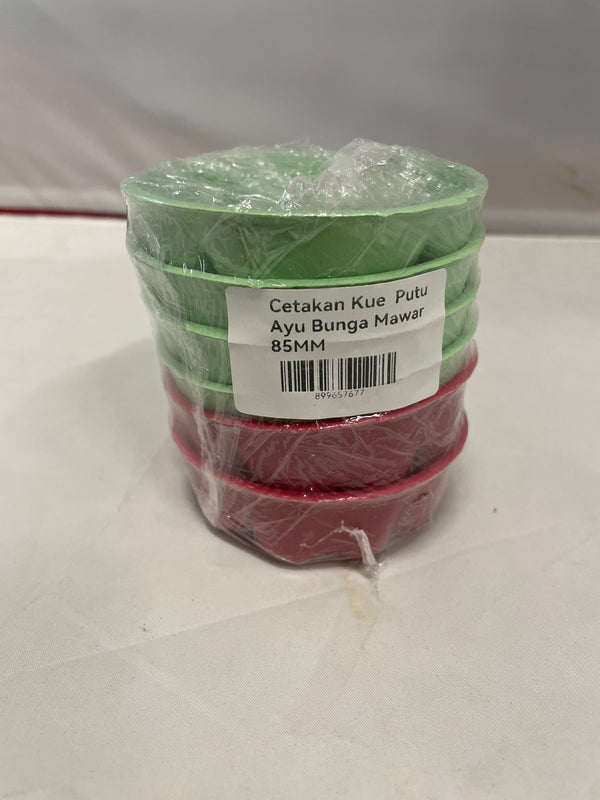 Cetakan Kue Putu
Ayu Bunga Mawar
85MM
899657677